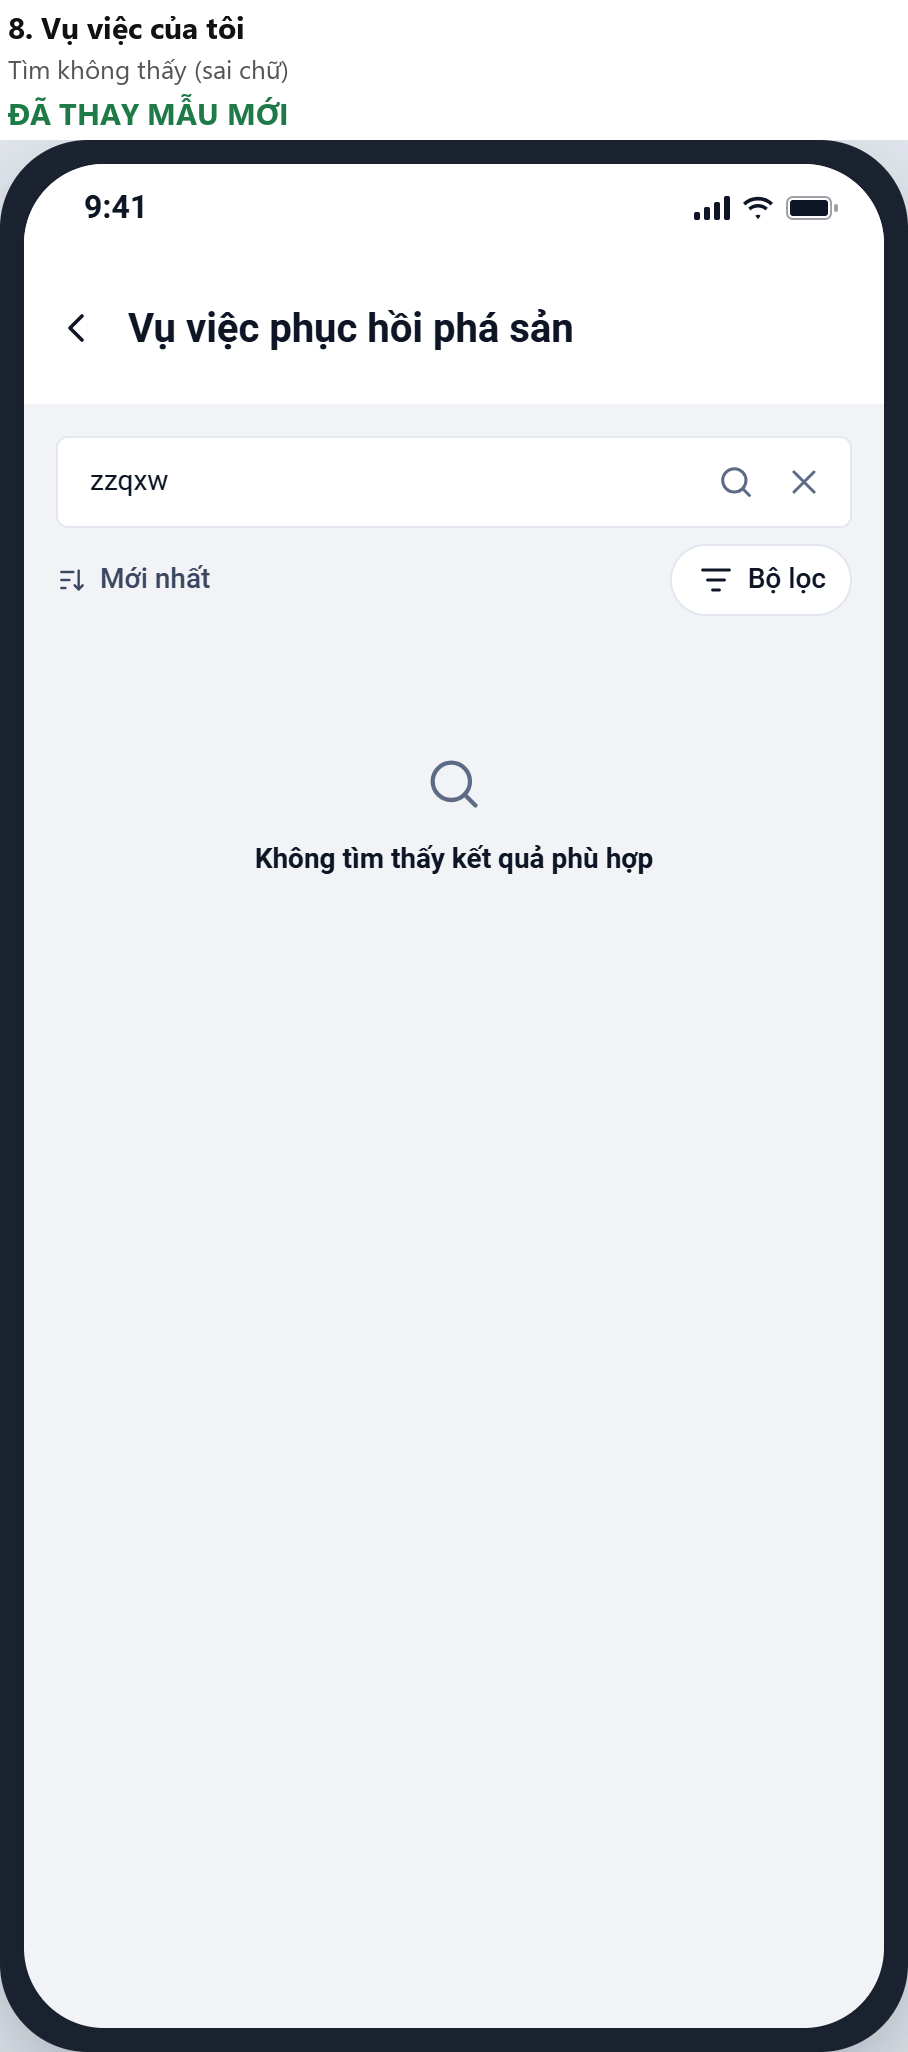 8. Vụ việc của tôi
Tìm không thấy (sai chữ)
ĐÃ THAY MẪU MỚI
9:41
Vụ việc phục hồi phá sản
zzqxw
Mới nhất
Bộ lọc
Không tìm thấy kết quả phù hợp